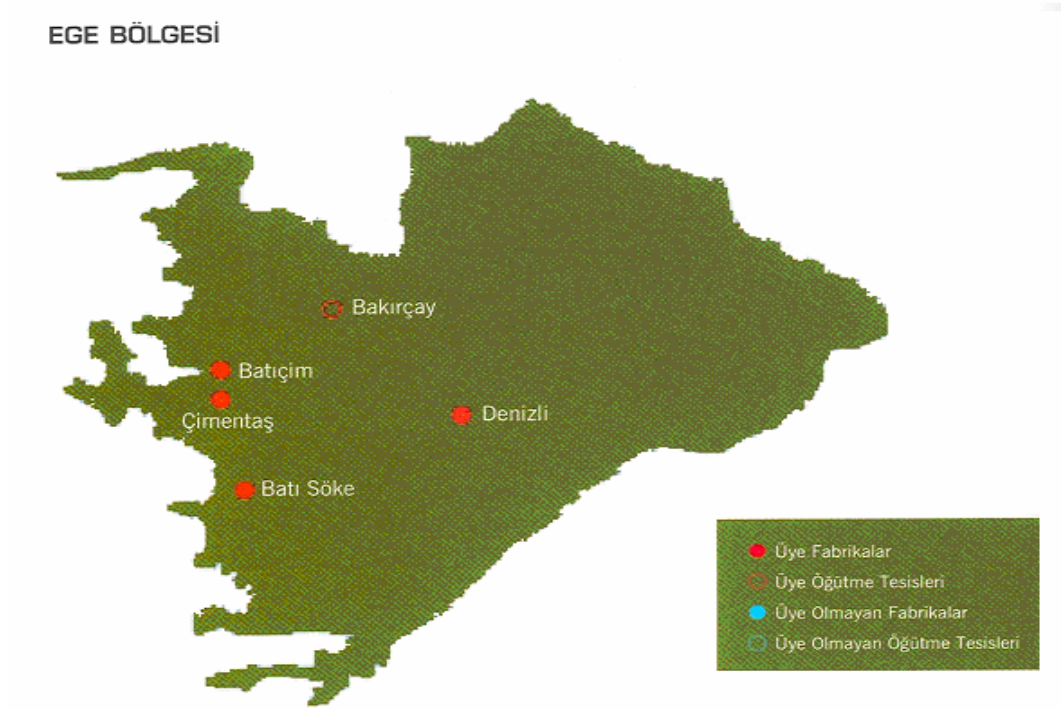 EGE BÖLGESİ
Bakırçay
Batıçim
Çimentaş
Denizli
Batı Söke
Üye Fabrikalar
Üye Öğütme Tesisleri
Üye Olmayan Fabrikalar
Üye Olmayan Öğütme Tesisleri